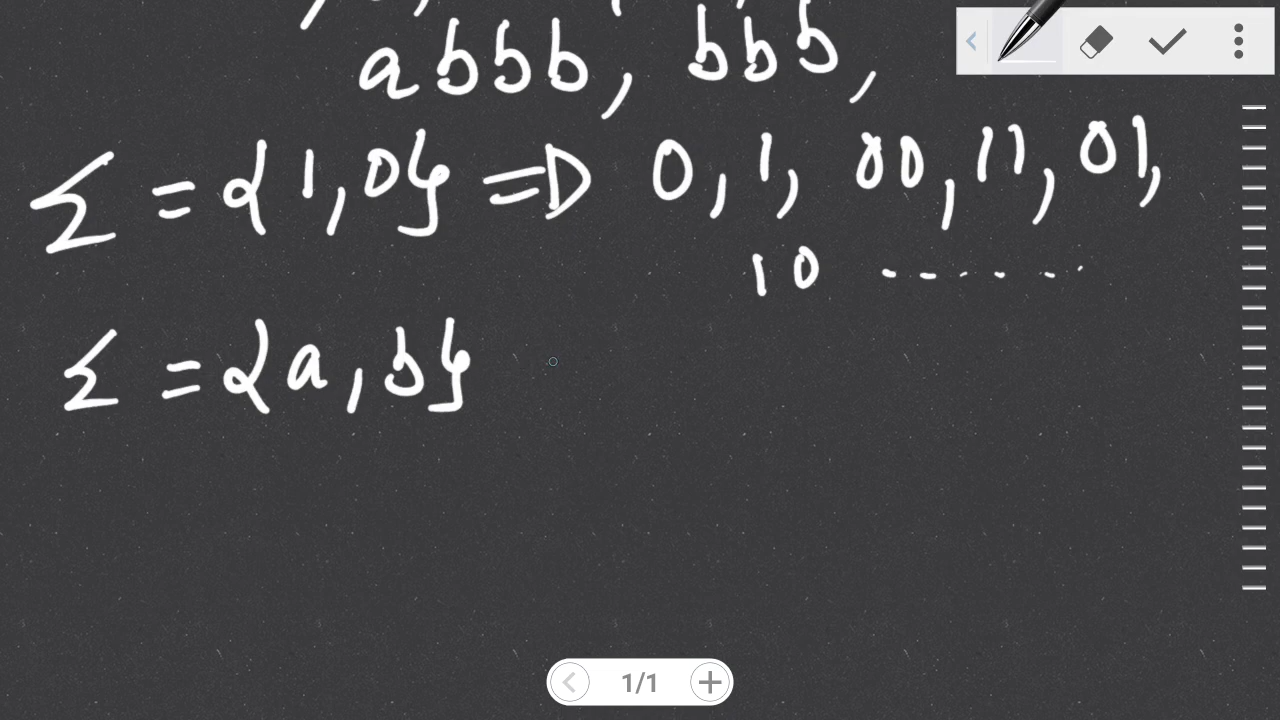 abbb, bbb,
Σ = {1,0} => 0, 1, 00, 11, 01,
10 ......
Σ = {a, b}
1/1